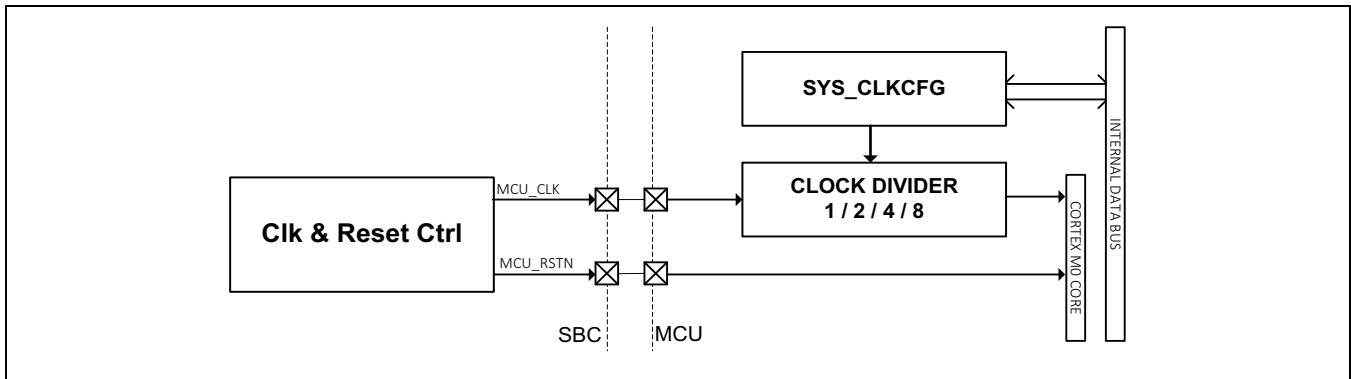 SYS_CLKCFG
INTERNAL DATA BUS
MCU_CLK
CLOCK DIVIDER
1 / 2 / 4 / 8
Clk & Reset Ctrl
CORTEX M0 CORE
MCU_RSTN
SBC
MCU